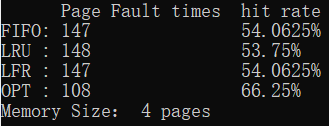 Page Fault times hit rate
FIFO: 147 54.0625%
LRU : 148 53.75%
LFR : 147 54.0625%
OPT : 108 66.25%
Memory Size： 4 pages